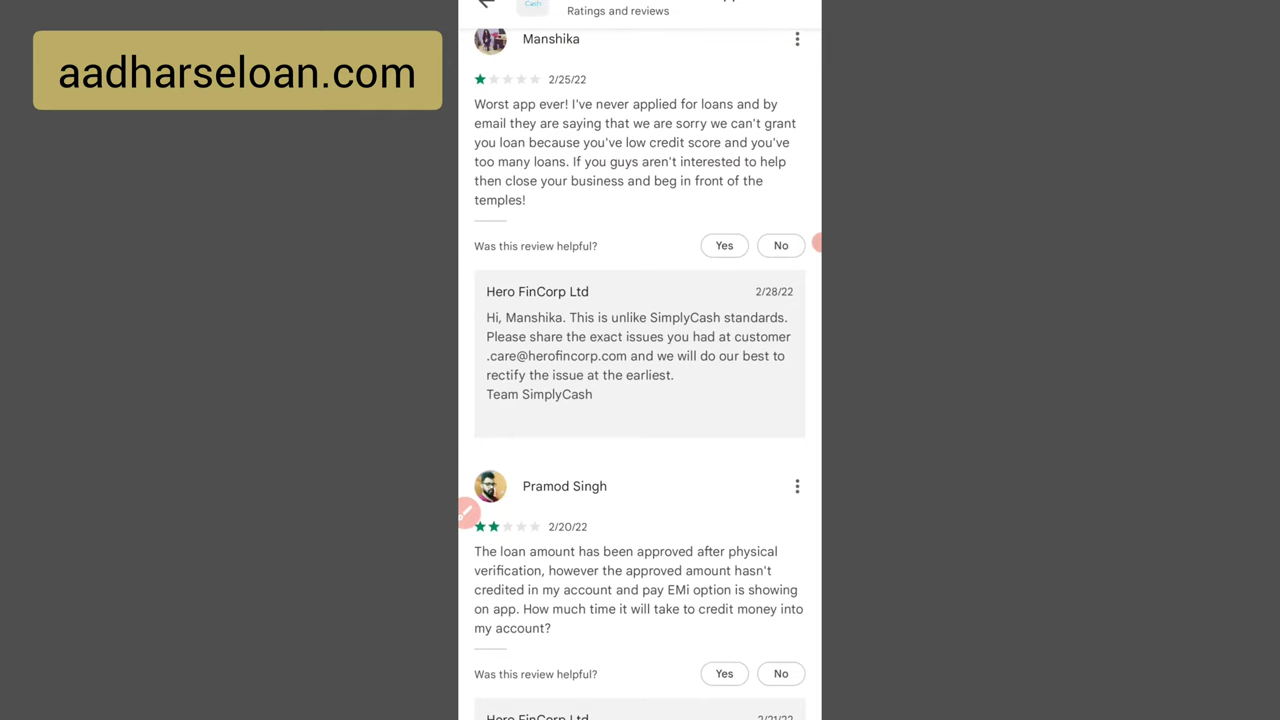 aadharseloan.com
Cash
Ratings and reviews
Manshika
2/25/22
Worst app ever! I've never applied for loans and by
email they are saying that we are sorry we can't grant
you loan because you've low credit score and you've
too many loans. If you guys aren't interested to help
then close your business and beg in front of the
temples!
Was this review helpful?
Yes
No
Hero FinCorp Ltd
2/28/22
Hi, Manshika. This is unlike SimplyCash standards.
Please share the exact issues you had at customer
.care@herofincorp.com and we will do our best to
rectify the issue at the earliest.
Team SimplyCash
Pramod Singh
2/20/22
The loan amount has been approved after physical
verification, however the approved amount hasn't
credited in my account and pay EMi option is showing
on app. How much time it will take to credit money into
my account?
Was this review helpful?
Yes
No
Hero FinCorp Ltd
2/21/22